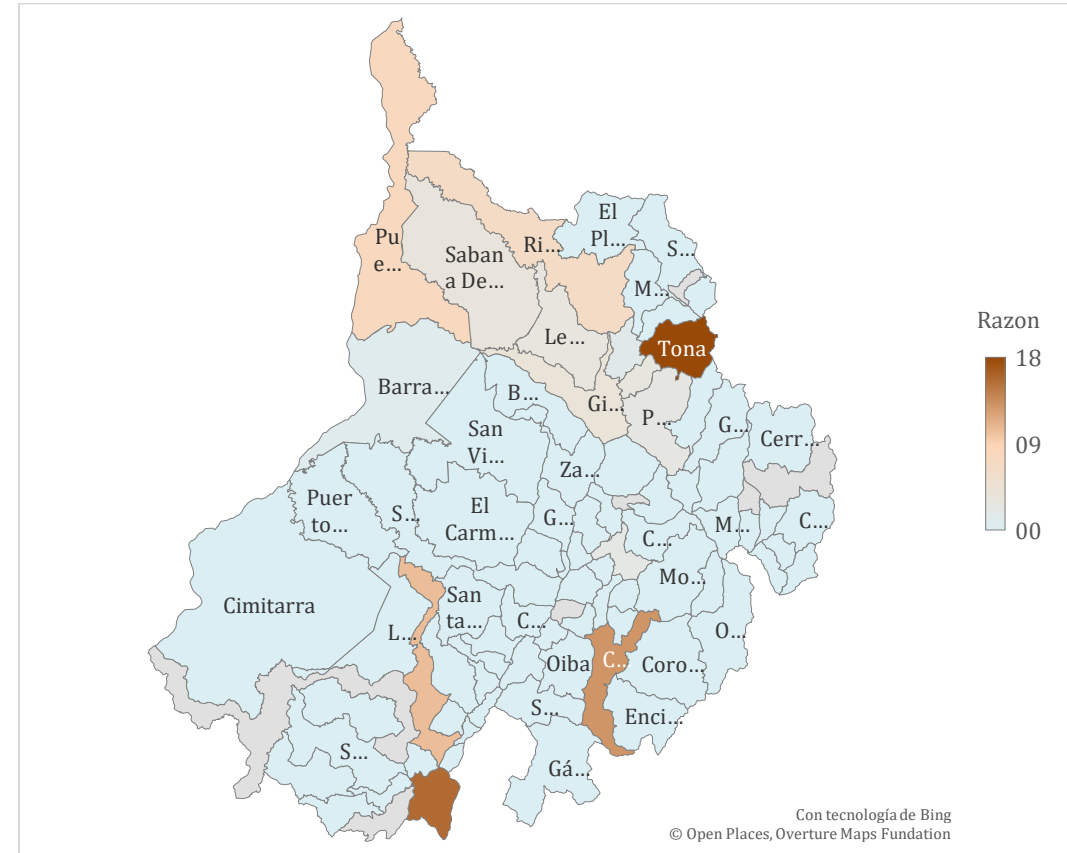 El
Pl...
S...
Pu
e...
Saban
a De...
Ri...
M...
Le...
Tona
Razon
18
09
00
Barra...
B...
Gi...
P...
G...
Cerr...
San
Vi...
Za...
Puer
to...
S...
El
Carm...
G...
C...
M...
C...
Mo...
Cimitarra
San
ta...
L...
C...
O...
Oiba
C...
Coro...
S...
Enci...
S...
Gá...
Con tecnología de Bing
© Open Places, Overture Maps Fundation